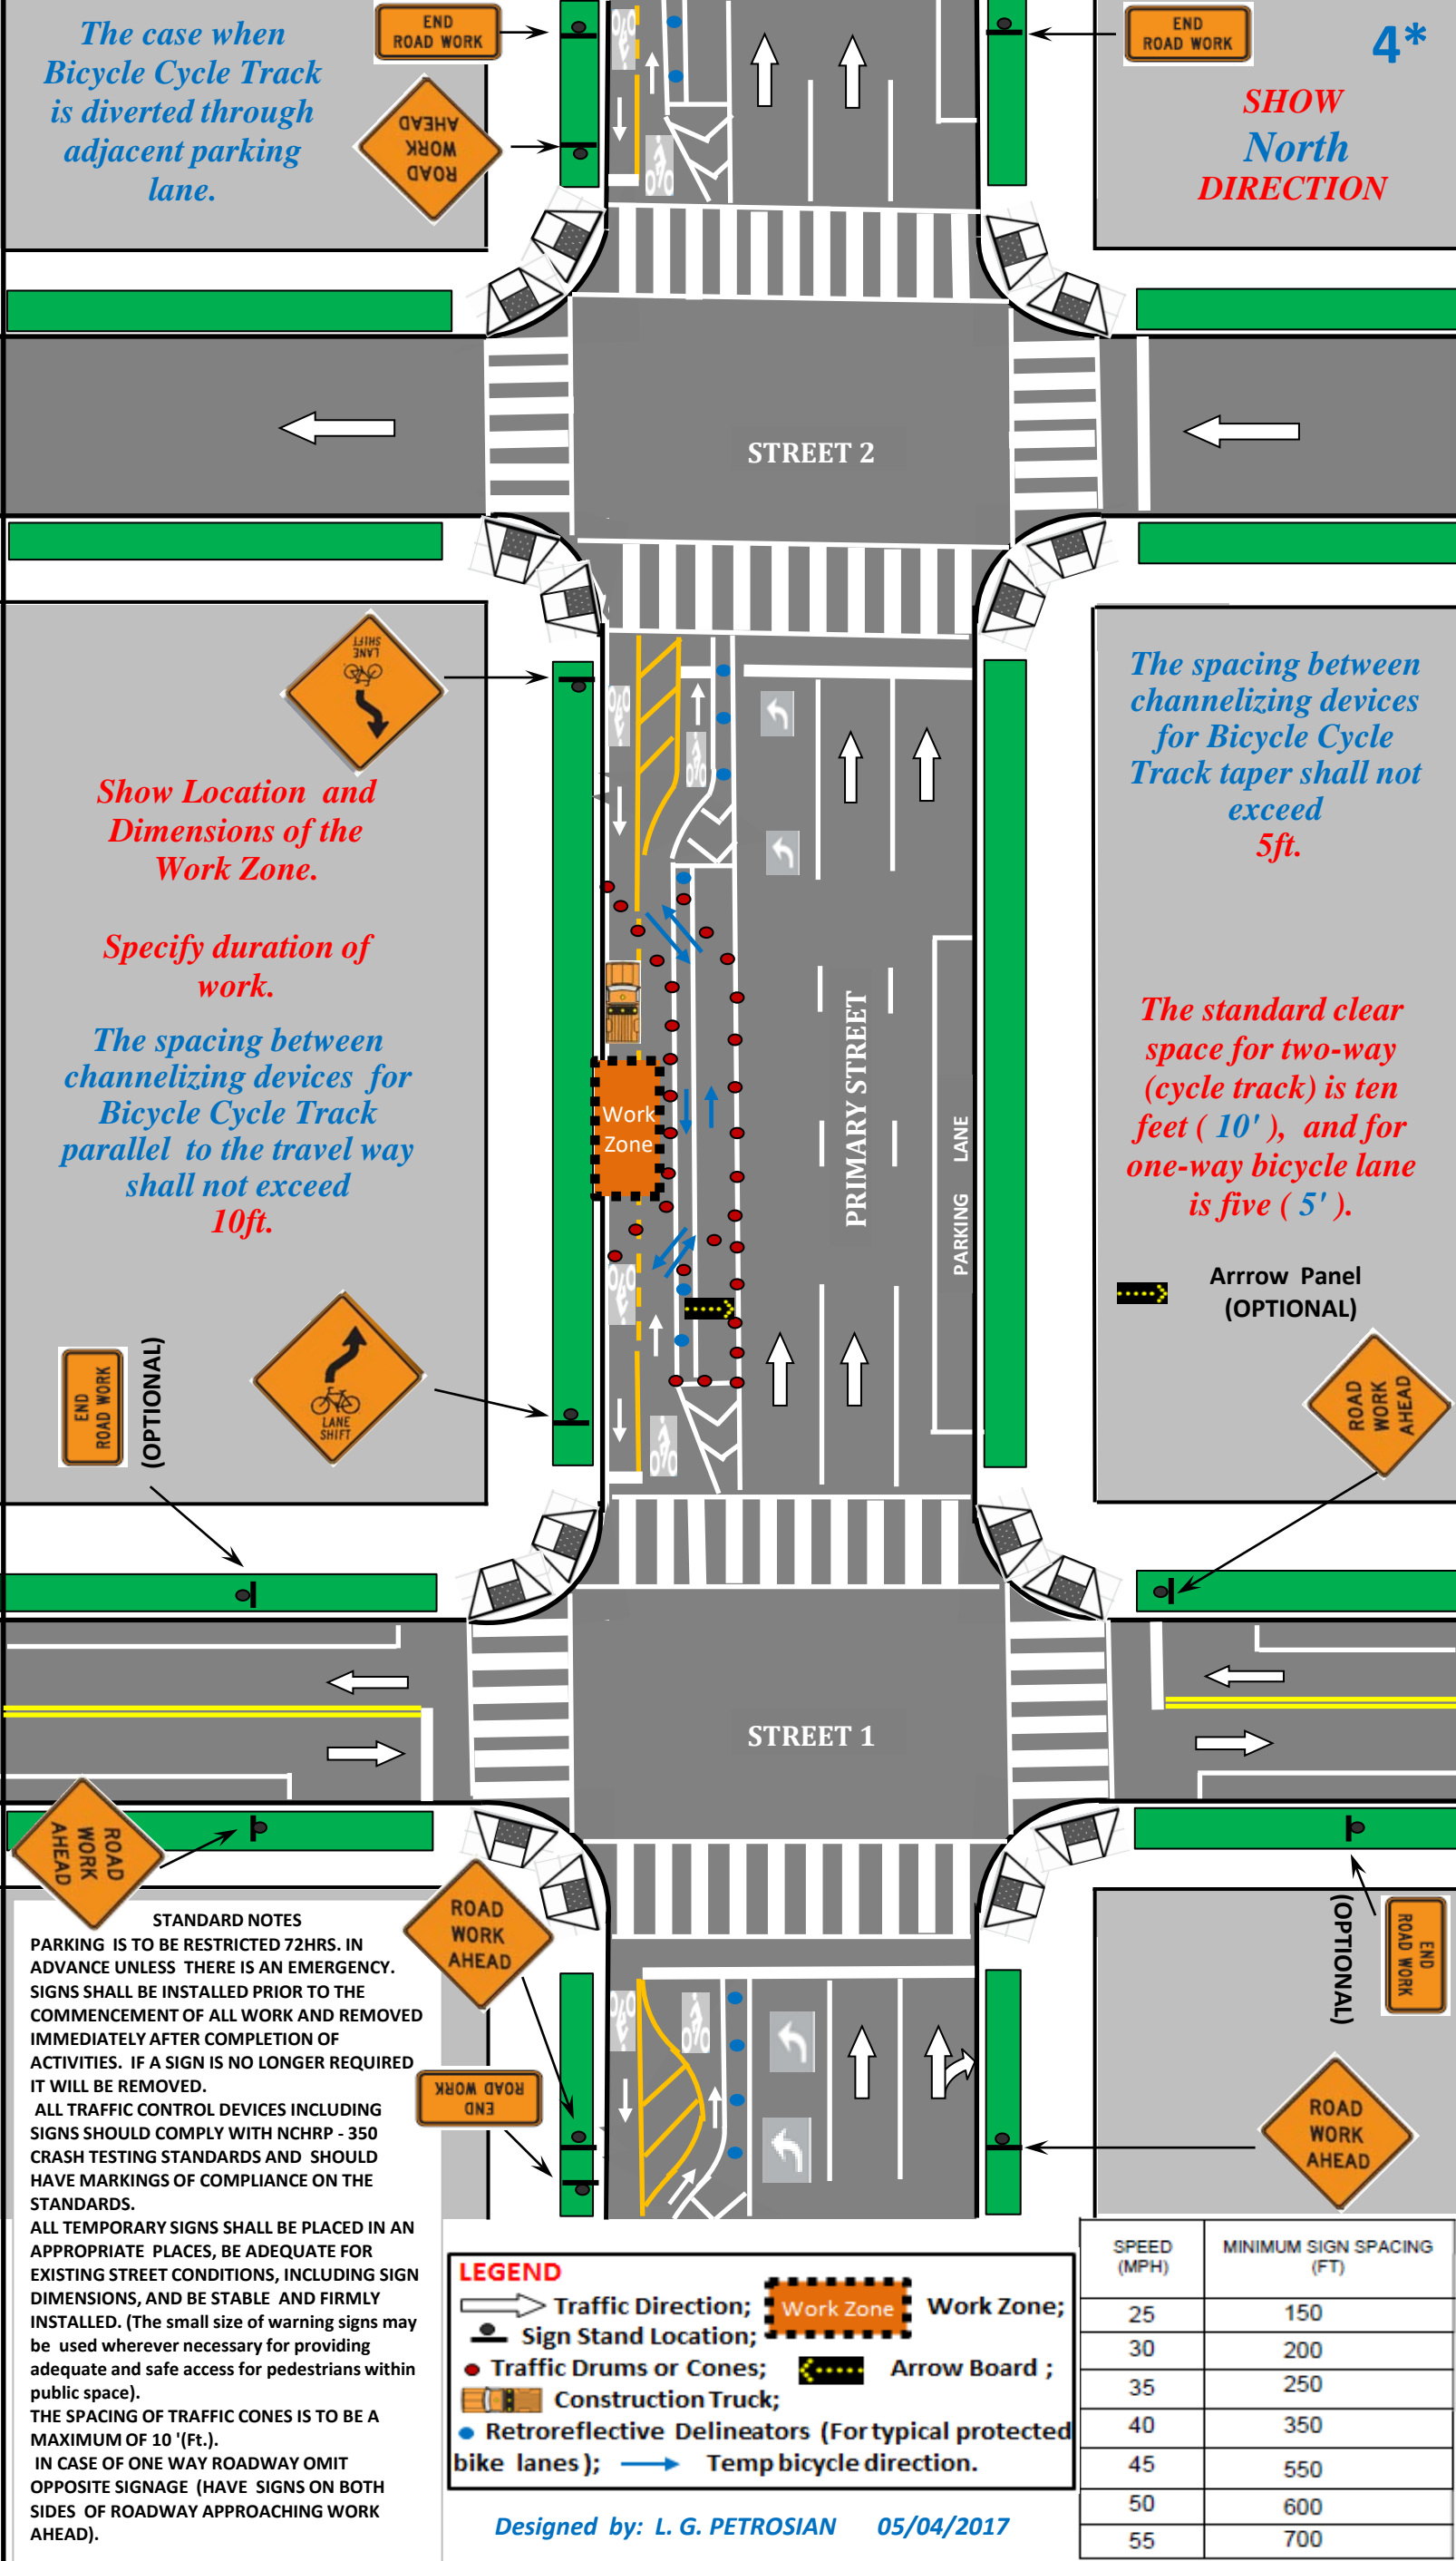 The case when
Bicycle Cycle Track
is diverted through
adjacent parking
lane.
END
ROAD WORK
ROAD
WORK
AHEAD
END
ROAD WORK
4*
SHOW
North
DIRECTION
STREET 2
LANE
SHIFT
Show Location and
Dimensions of the
Work Zone.
Specify duration of
work.
The spacing between
channelizing devices for
Bicycle Cycle Track
parallel to the travel way
shall not exceed
10ft.
The spacing between
channelizing devices
for Bicycle Cycle
Track taper shall not
exceed
5ft.
The standard clear
space for two-way
(cycle track) is ten
feet ( 10' ), and for
one-way bicycle lane
is five ( 5' ).
Arrrow Panel
(OPTIONAL)
Work
Zone
PRIMARY STREET
PARKING LANE
END
ROAD WORK
(OPTIONAL)
LANE
SHIFT
ROAD
WORK
AHEAD
STREET 1
ROAD
WORK
AHEAD
ROAD
WORK
AHEAD
END
ROAD WORK
(OPTIONAL)
END
ROAD WORK
ROAD
WORK
AHEAD
STANDARD NOTES
PARKING IS TO BE RESTRICTED 72HRS. IN
ADVANCE UNLESS THERE IS AN EMERGENCY.
SIGNS SHALL BE INSTALLED PRIOR TO THE
COMMENCEMENT OF ALL WORK AND REMOVED
IMMEDIATELY AFTER COMPLETION OF
ACTIVITIES. IF A SIGN IS NO LONGER REQUIRED
IT WILL BE REMOVED.
ALL TRAFFIC CONTROL DEVICES INCLUDING
SIGNS SHOULD COMPLY WITH NCHRP - 350
CRASH TESTING STANDARDS AND SHOULD
HAVE MARKINGS OF COMPLIANCE ON THE
STANDARDS.
ALL TEMPORARY SIGNS SHALL BE PLACED IN AN
APPROPRIATE PLACES, BE ADEQUATE FOR
EXISTING STREET CONDITIONS, INCLUDING SIGN
DIMENSIONS, AND BE STABLE AND FIRMLY
INSTALLED. (The small size of warning signs may
be used wherever necessary for providing
adequate and safe access for pedestrians within
public space).
THE SPACING OF TRAFFIC CONES IS TO BE A
MAXIMUM OF 10 '(Ft.).
IN CASE OF ONE WAY ROADWAY OMIT
OPPOSITE SIGNAGE (HAVE SIGNS ON BOTH
SIDES OF ROADWAY APPROACHING WORK
AHEAD).
LEGEND
Traffic Direction; Work Zone Work Zone;
Sign Stand Location;
Traffic Drums or Cones; Arrow Board ;
Construction Truck;
Retroreflective Delineators (For typical protected
bike lanes ); Temp bicycle direction.
Designed by: L. G. PETROSIAN 05/04/2017
SPEED (MPH) MINIMUM SIGN SPACING (FT)
25 150
30 200
35 250
40 350
45 550
50 600
55 700